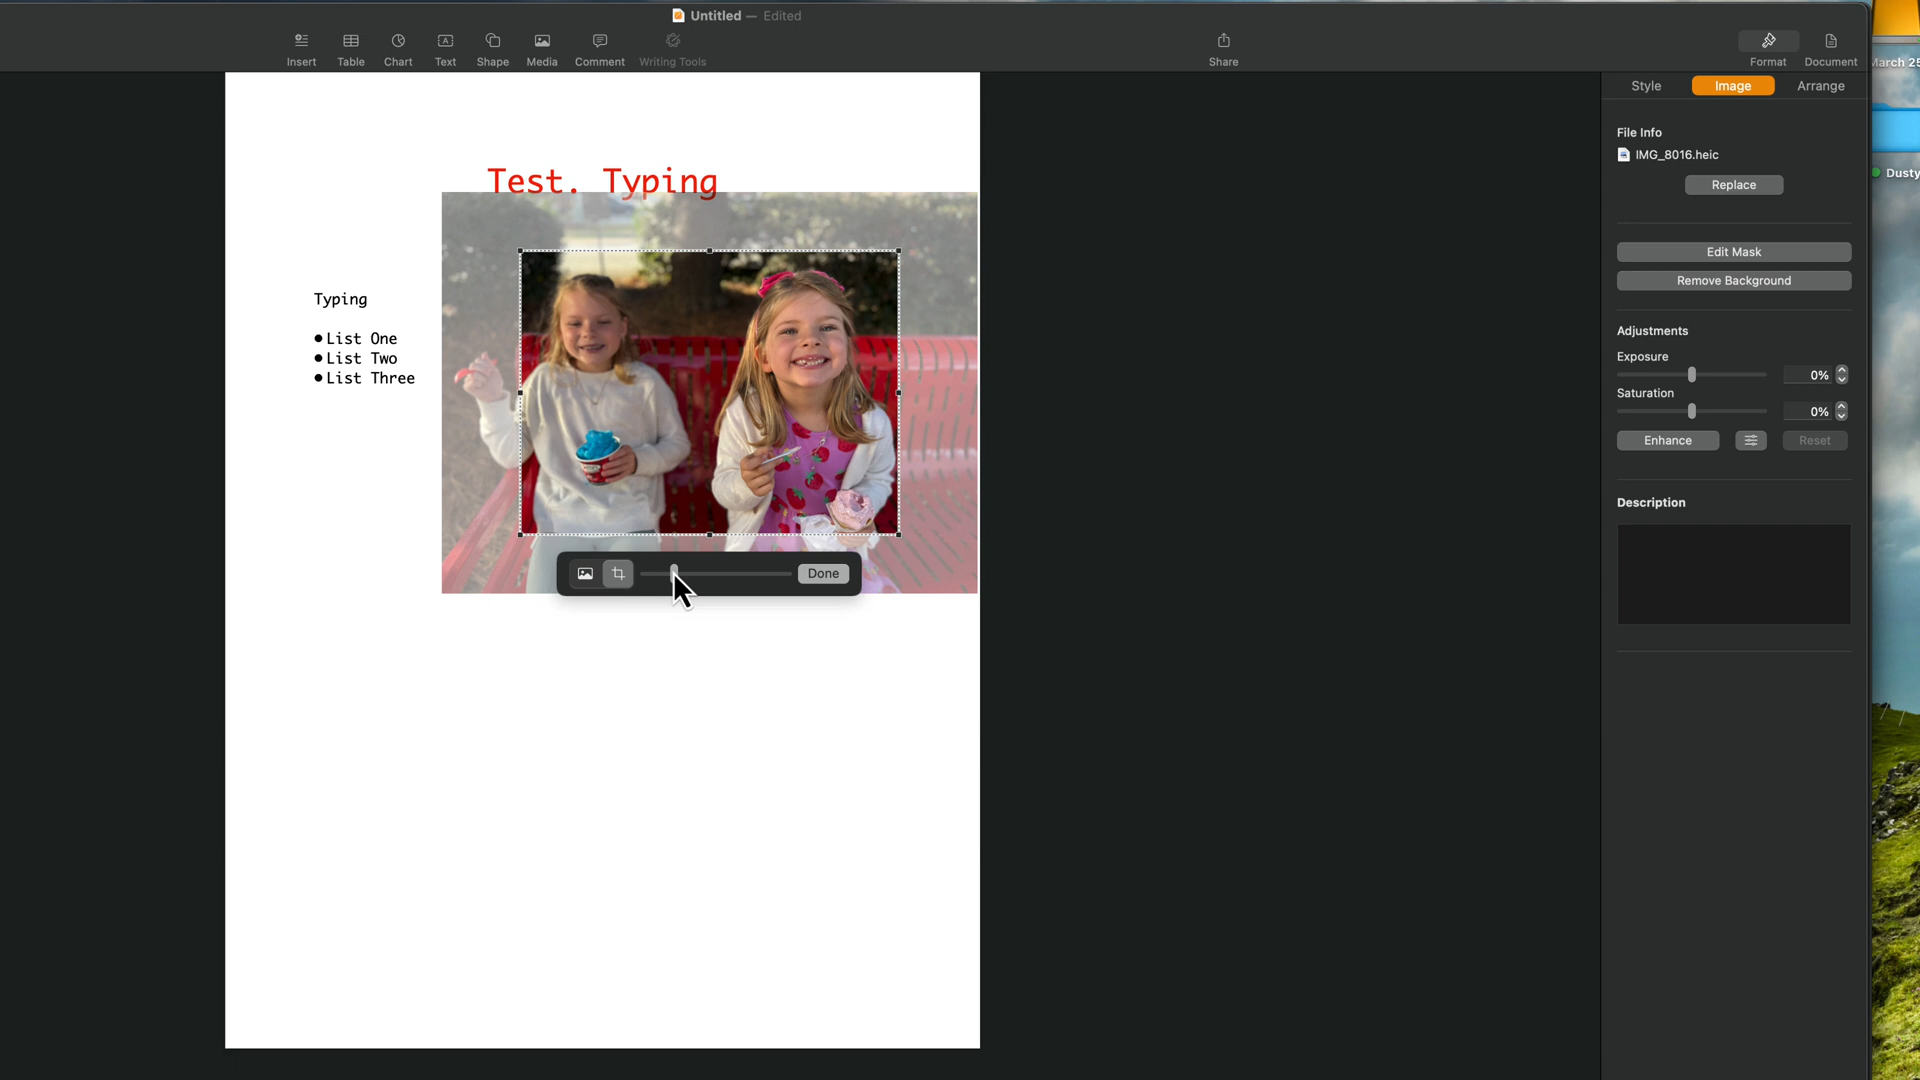 Untitled — Edited
Insert
Table
Chart
Text
Shape
Media
Comment
Writing Tools
Share
Format
Document
March 25
Style
Image
Arrange
File Info
IMG_8016.heic
Replace
Dusty
Test. Typing
Edit Mask
Remove Background
Typing
Adjustments
• List One
Exposure
• List Two
0%
• List Three
Saturation
0%
Enhance
Reset
Description
Done